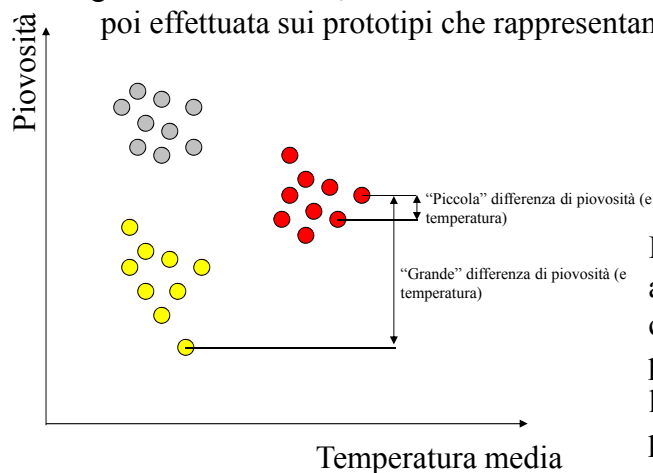 poi effettuata sui prototipi che rappresentan
Piovosità
“Piccola” differenza di piovosità (e
temperatura)
“Grande” differenza di piovosità (e
temperatura)
Temperatura media